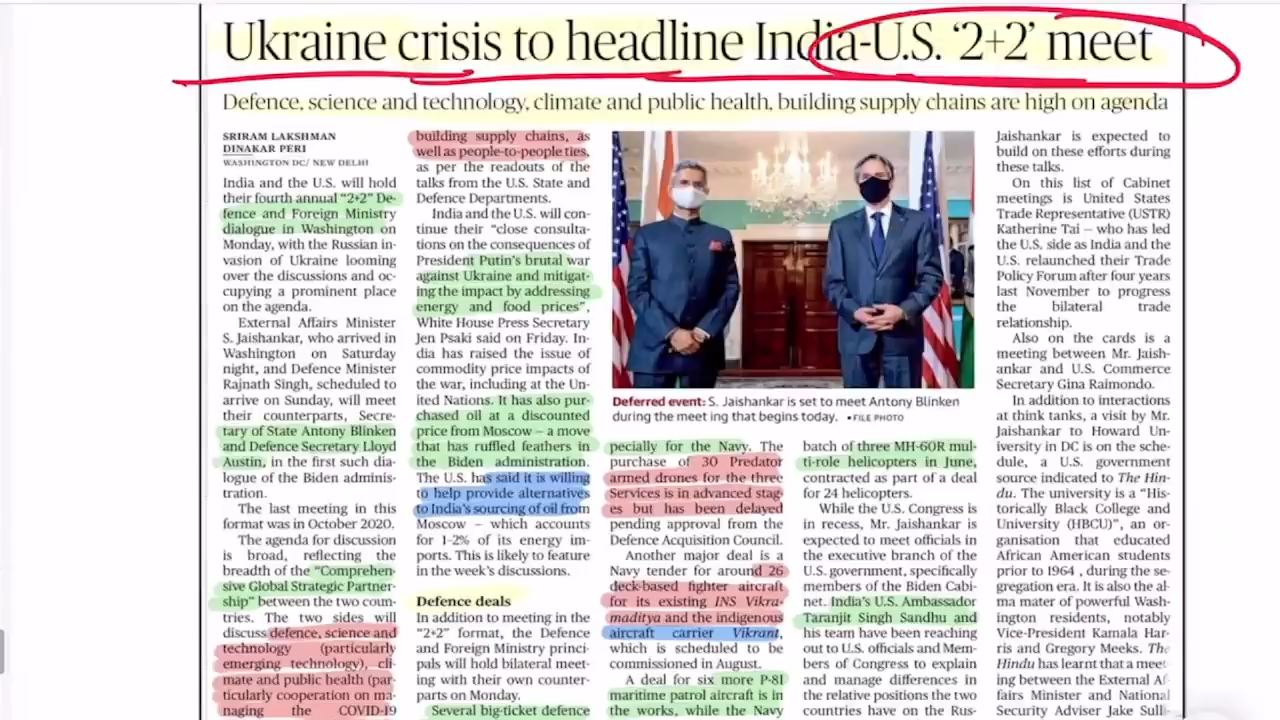 Ukraine crisis to headline India-U.S. ‘2+2’ meet
Defence, science and technology, climate and public health, building supply chains are high on agenda
SRIRAM LAKSHMAN
DINAKAR PERI
WASHINGTON DC/ NEW DELHI
India and the U.S. will hold
their fourth annual “2+2” De-
fence and Foreign Ministry
dialogue in Washington on
Monday, with the Russian in-
vasion of Ukraine looming
over the discussions and oc-
cupying a prominent place
on the agenda.
External Affairs Minister
S. Jaishankar, who arrived in
Washington on Saturday
night, and Defence Minister
Rajnath Singh, scheduled to
arrive on Sunday, will meet
their counterparts, Secre-
tary of State Antony Blinken
and Defence Secretary Lloyd
Austin, in the first such dia-
logue of the Biden adminis-
tration.
The last meeting in this
format was in October 2020.
The agenda for discussion
is broad, reflecting the
breadth of the “Comprehen-
sive Global Strategic Partner-
ship” between the two coun-
tries. The two sides will
discuss defence, science and
technology (particularly
emerging technology), cli-
mate and public health (par-
ticularly cooperation on ma-
naging the COVID-19
building supply chains, as
well as people-to-people ties,
as per the readouts of the
talks from the U.S. State and
Defence Departments.
India and the U.S. will con-
tinue their “close consulta-
tions on the consequences of
President Putin’s brutal war
against Ukraine and mitigat-
ing the impact by addressing
energy and food prices”,
White House Press Secretary
Jen Psaki said on Friday. In-
dia has raised the issue of
commodity price impacts of
the war, including at the Un-
ited Nations. It has also pur-
chased oil at a discounted
price from Moscow – a move
that has ruffled feathers in
the Biden administration.
The U.S. has said it is willing
to help provide alternatives
to India’s sourcing of oil from
Moscow – which accounts
for 1-2% of its energy im-
ports. This is likely to feature
in the week’s discussions.
Defence deals
In addition to meeting in the
“2+2” format, the Defence
and Foreign Ministry princi-
pals will hold bilateral meet-
ing with their own counter-
parts on Monday.
Several big-ticket defence
Deferred event: S. Jaishankar is set to meet Antony Blinken
during the meet ing that begins today. •FILE PHOTO
pecially for the Navy. The
purchase of 30 Predator
armed drones for the three
Services is in advanced stag-
es but has been delayed
pending approval from the
Defence Acquisition Council.
Another major deal is a
Navy tender for around 26
deck-based fighter aircraft
for its existing INS Vikra-
maditya and the indigenous
aircraft carrier Vikrant,
which is scheduled to be
commissioned in August.
A deal for six more P-8I
maritime patrol aircraft is in
the works, while the Navy
batch of three MH-60R mul-
ti-role helicopters in June,
contracted as part of a deal
for 24 helicopters.
While the U.S. Congress is
in recess, Mr. Jaishankar is
expected to meet officials in
the executive branch of the
U.S. government, specifically
members of the Biden Cabi-
net. India’s U.S. Ambassador
Taranjit Singh Sandhu and
his team have been reaching
out to U.S. officials and Mem-
bers of Congress to explain
and manage differences in
the relative positions the two
countries have on the Rus-
Jaishankar is expected to
build on these efforts during
these talks.
On this list of Cabinet
meetings is United States
Trade Representative (USTR)
Katherine Tai – who has led
the U.S. side as India and the
U.S. relaunched their Trade
Policy Forum after four years
last November to progress
the bilateral trade
relationship.
Also on the cards is a
meeting between Mr. Jaish-
ankar and U.S. Commerce
Secretary Gina Raimondo.
In addition to interactions
at think tanks, a visit by Mr.
Jaishankar to Howard Un-
iversity in DC is on the sche-
dule, a U.S. government
source indicated to The Hin-
du. The university is a “His-
torically Black College and
University (HBCU)”, an or-
ganisation that educated
African American students
prior to 1964 , during the se-
gregation era. It is also the al-
ma mater of powerful Wash-
ington residents, notably
Vice-President Kamala Har-
ris and Gregory Meeks. The
Hindu has learnt that a meet-
ing between the External Af-
fairs Minister and National
Security Adviser Jake Sulli-